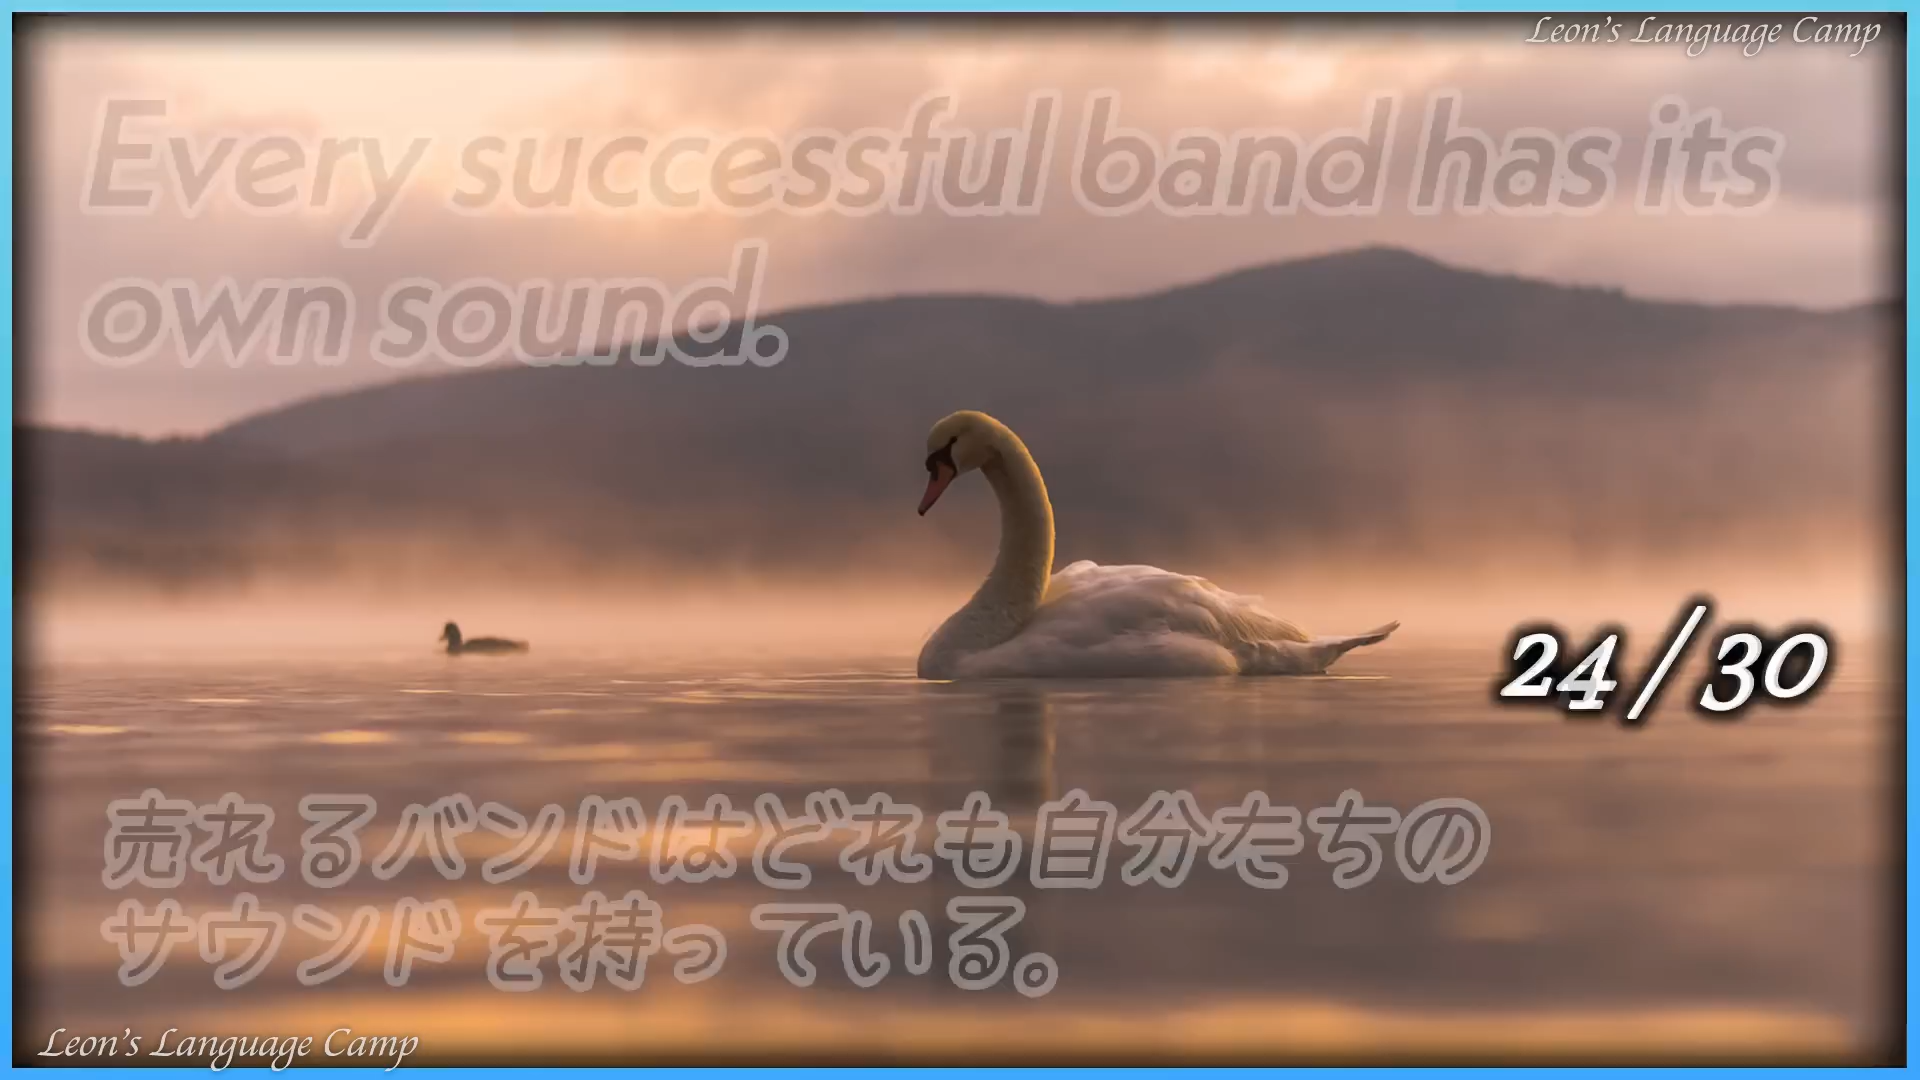 Leon's Language Camp
Every successful band has its
own sound.
24/30
売れるバンドはどれも自分たちの
サウンドを持っている。
Leon's Language Camp